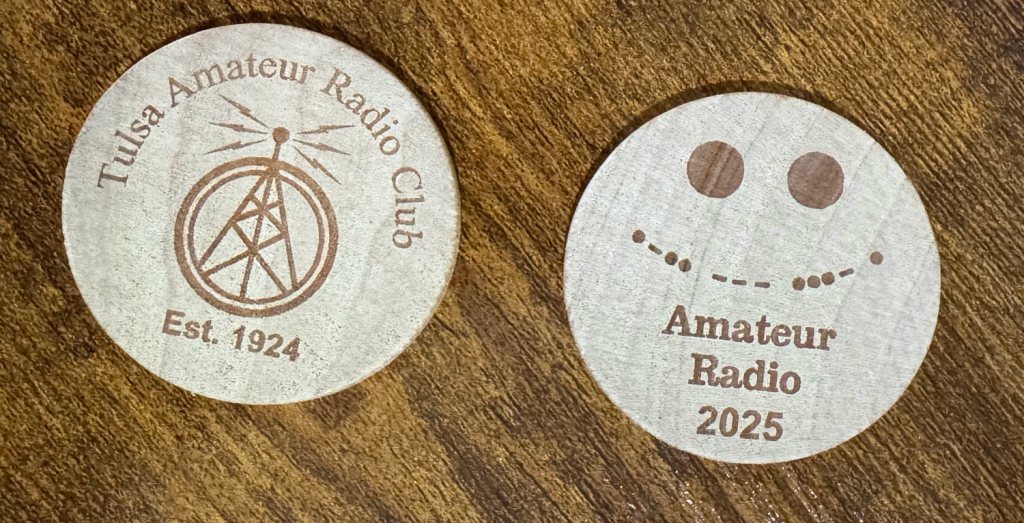 Tulsa Amateur Radio Club
Est. 1924
.-.. --- ...- .
Amateur
Radio
2025